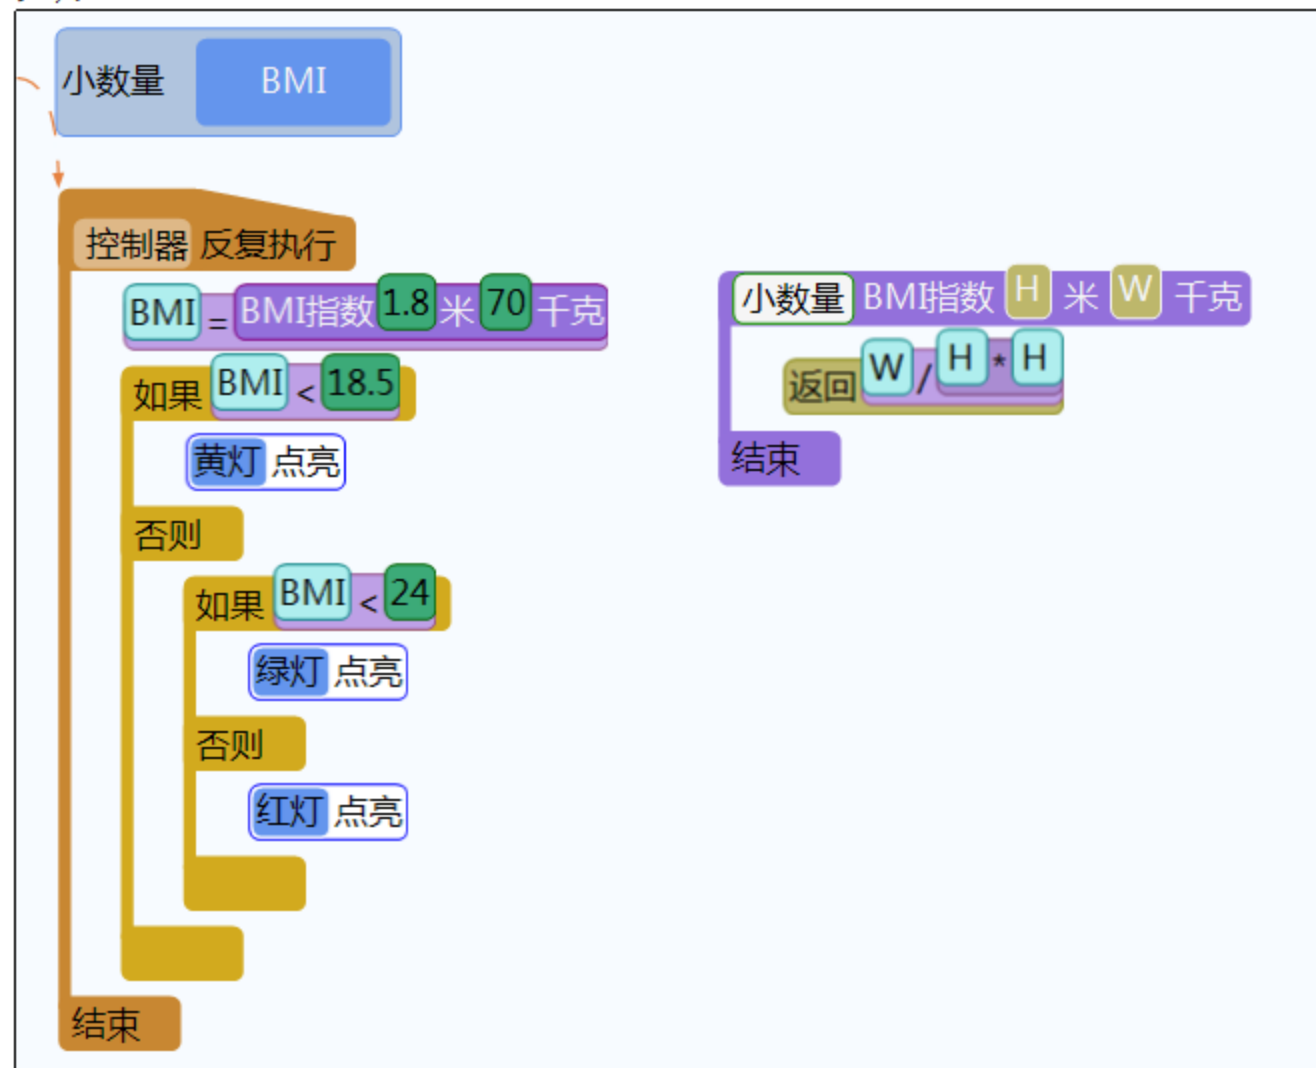 小数量 BMI
控制器 反复执行
BMI = BMI指数 1.8 米 70 千克
如果 BMI < 18.5
黄灯 点亮
否则
如果 BMI < 24
绿灯 点亮
否则
红灯 点亮
结束
小数量 BMI指数 H 米 W 千克
返回 W / H * H
结束